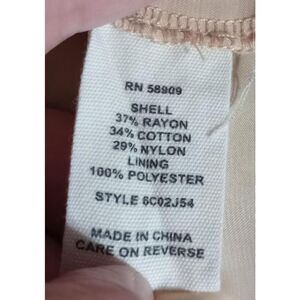 RN 58909
SHELL
37% RAYON
34% COTTON
29% NYLON
LINING
100% POLYESTER
STYLE 6C02J54
MADE IN CHINA
CARE ON REVERSE